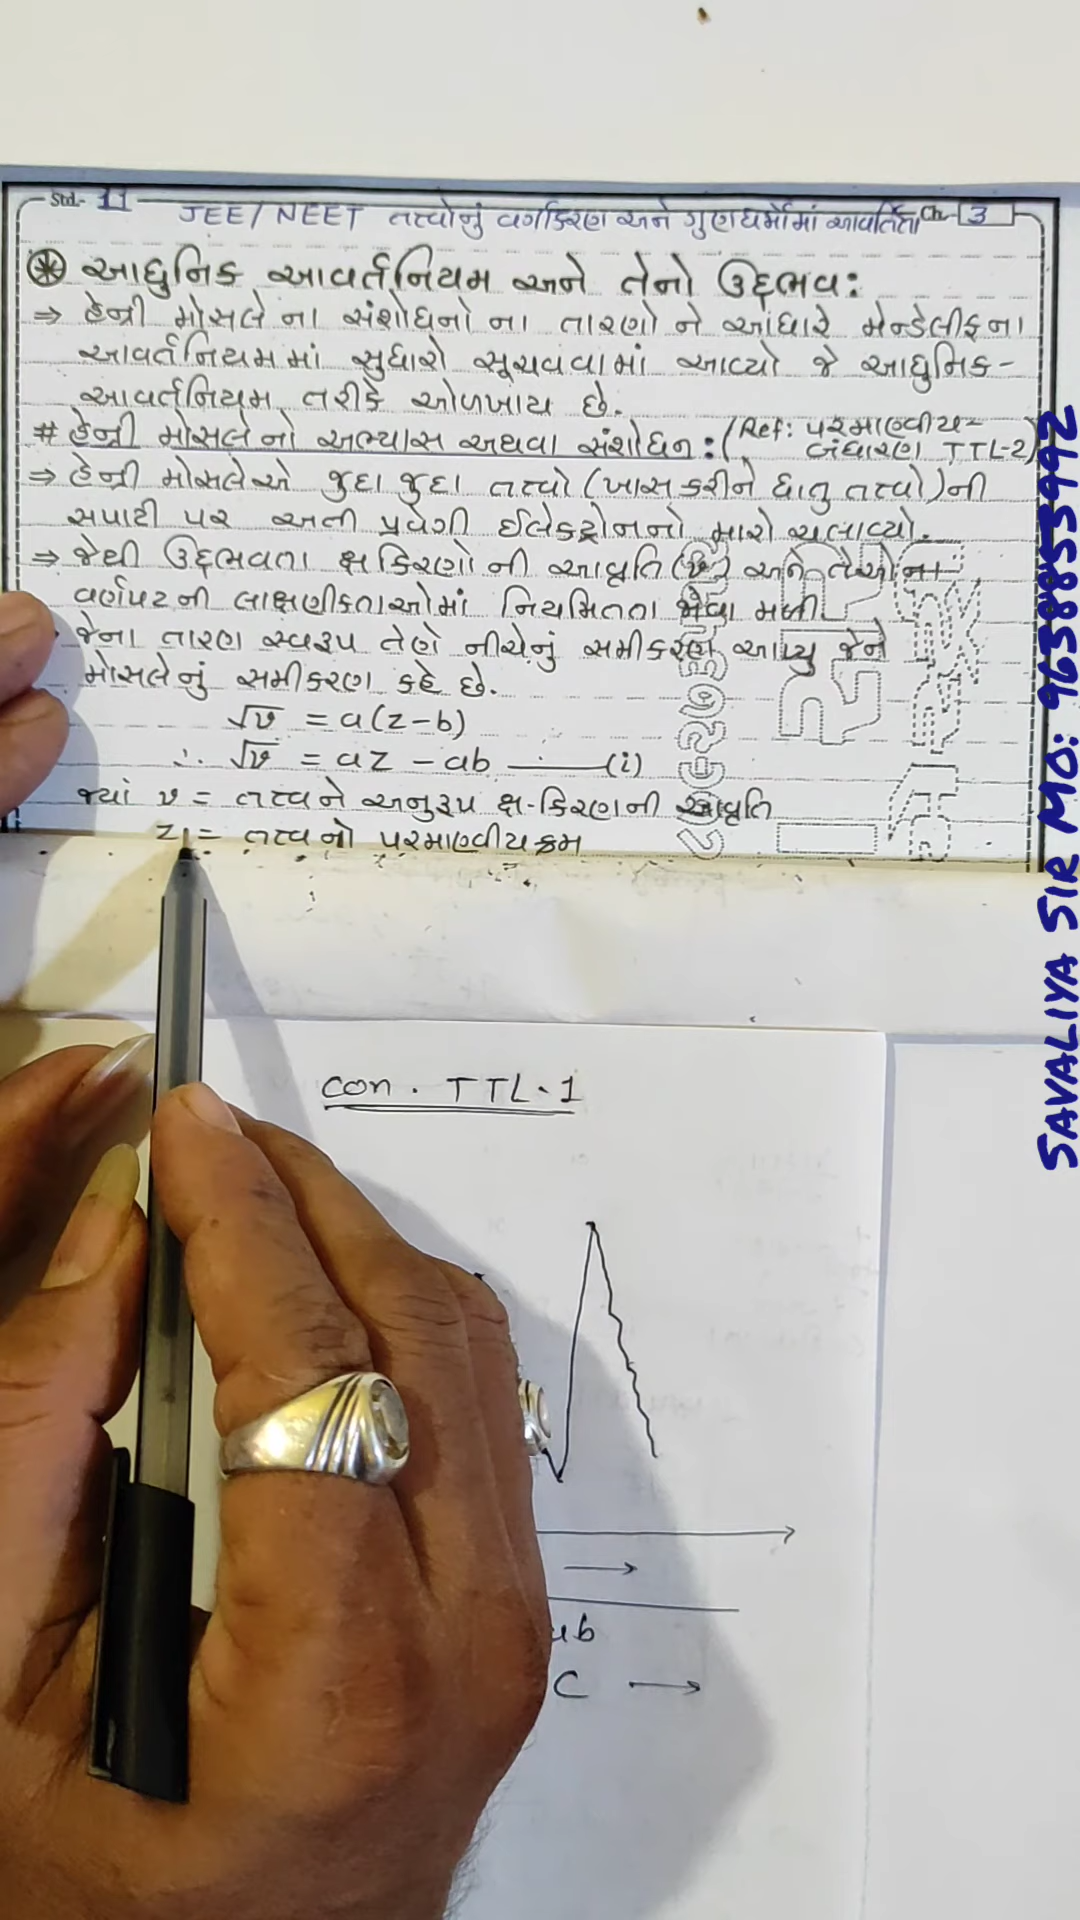 Std.- 11
JEE/NEET તત્ત્વોનું વર્ગીકરણ અને ગુણધર્મોમાં આવર્તિતા Ch. 3
* આધુનિક આવર્તનિયમ અને તેનો ઉદ્દભવ:
⇒ હેન્રી મોસલે ના સંશોધનો ના તારણો ને આધારે મેન્ડેલીફના
આવર્તનિયમમાં સુધારો સૂચવવામાં આવ્યો જે આધુનિક-
આવર્તનિયમ તરીકે ઓળખાય છે.
# હેન્રી મોસલેનો અભ્યાસ અથવા સંશોધન: (Ref: પરમાણ્વીય-
બંધારણ TTL-2)
⇒ હેન્રી મોસલેએ જુદા જુદા તત્ત્વો (ખાસ કરીને ધાતુ તત્ત્વો)ની
સપાટી પર અતી પ્રવેગી ઈલેક્ટ્રોનનો મારો ચલાવ્યો.
⇒ જેથી ઉદ્દભવતા ક્ષ કિરણો ની આવૃતિ (ν) અને તેઓના
વર્ણપટની લાક્ષણીકતાઓમાં નિયમિતતા જોવા મળી.
જેના તારણ સ્વરૂપ તેણે નીચેનું સમીકરણ આપ્યુ જેને
મોસલેનું સમીકરણ કહે છે.
√ν = a(z-b)
∴ √ν = az - ab ——— (i)
જ્યાં ν = તત્ત્વને અનુરૂપ ક્ષ-કિરણની આવૃતિ
z = તત્ત્વનો પરમાણ્વીયક્રમ
SAVALIYA SIR MO: 9638853992
con. TTL-1
ab
C →